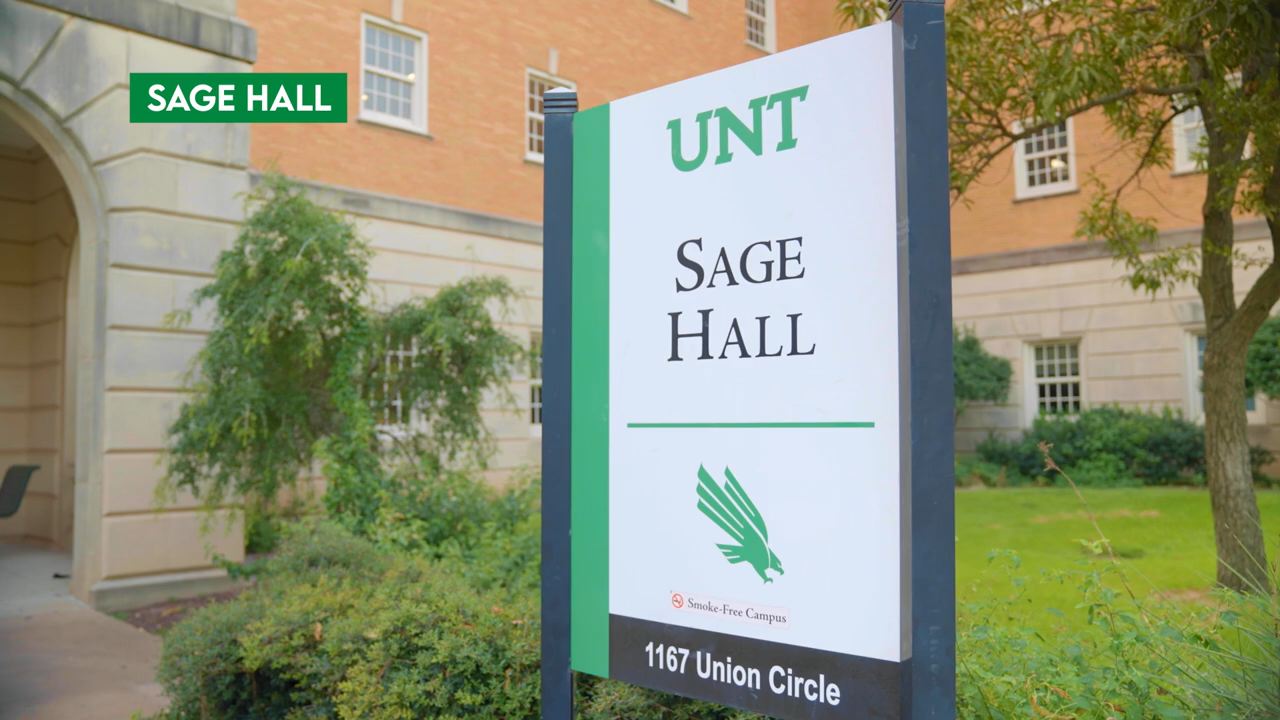 SAGE HALL
UNT
SAGE
HALL
Smoke-Free Campus
1167 Union Circle